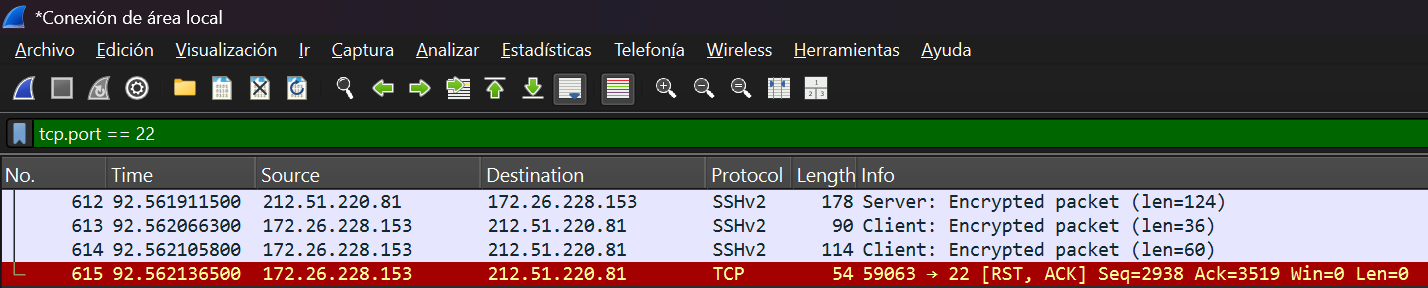 *Conexión de área local
Archivo Edición Visualización Ir Captura Analizar Estadísticas Telefonía Wireless Herramientas Ayuda
tcp.port == 22
No. Time Source Destination Protocol Length Info
612 92.561911500 212.51.220.81 172.26.228.153 SSHv2 178 Server: Encrypted packet (len=124)
613 92.562066300 172.26.228.153 212.51.220.81 SSHv2 90 Client: Encrypted packet (len=36)
614 92.562105800 172.26.228.153 212.51.220.81 SSHv2 114 Client: Encrypted packet (len=60)
615 92.562136500 172.26.228.153 212.51.220.81 TCP 54 59063 → 22 [RST, ACK] Seq=2938 Ack=3519 Win=0 Len=0